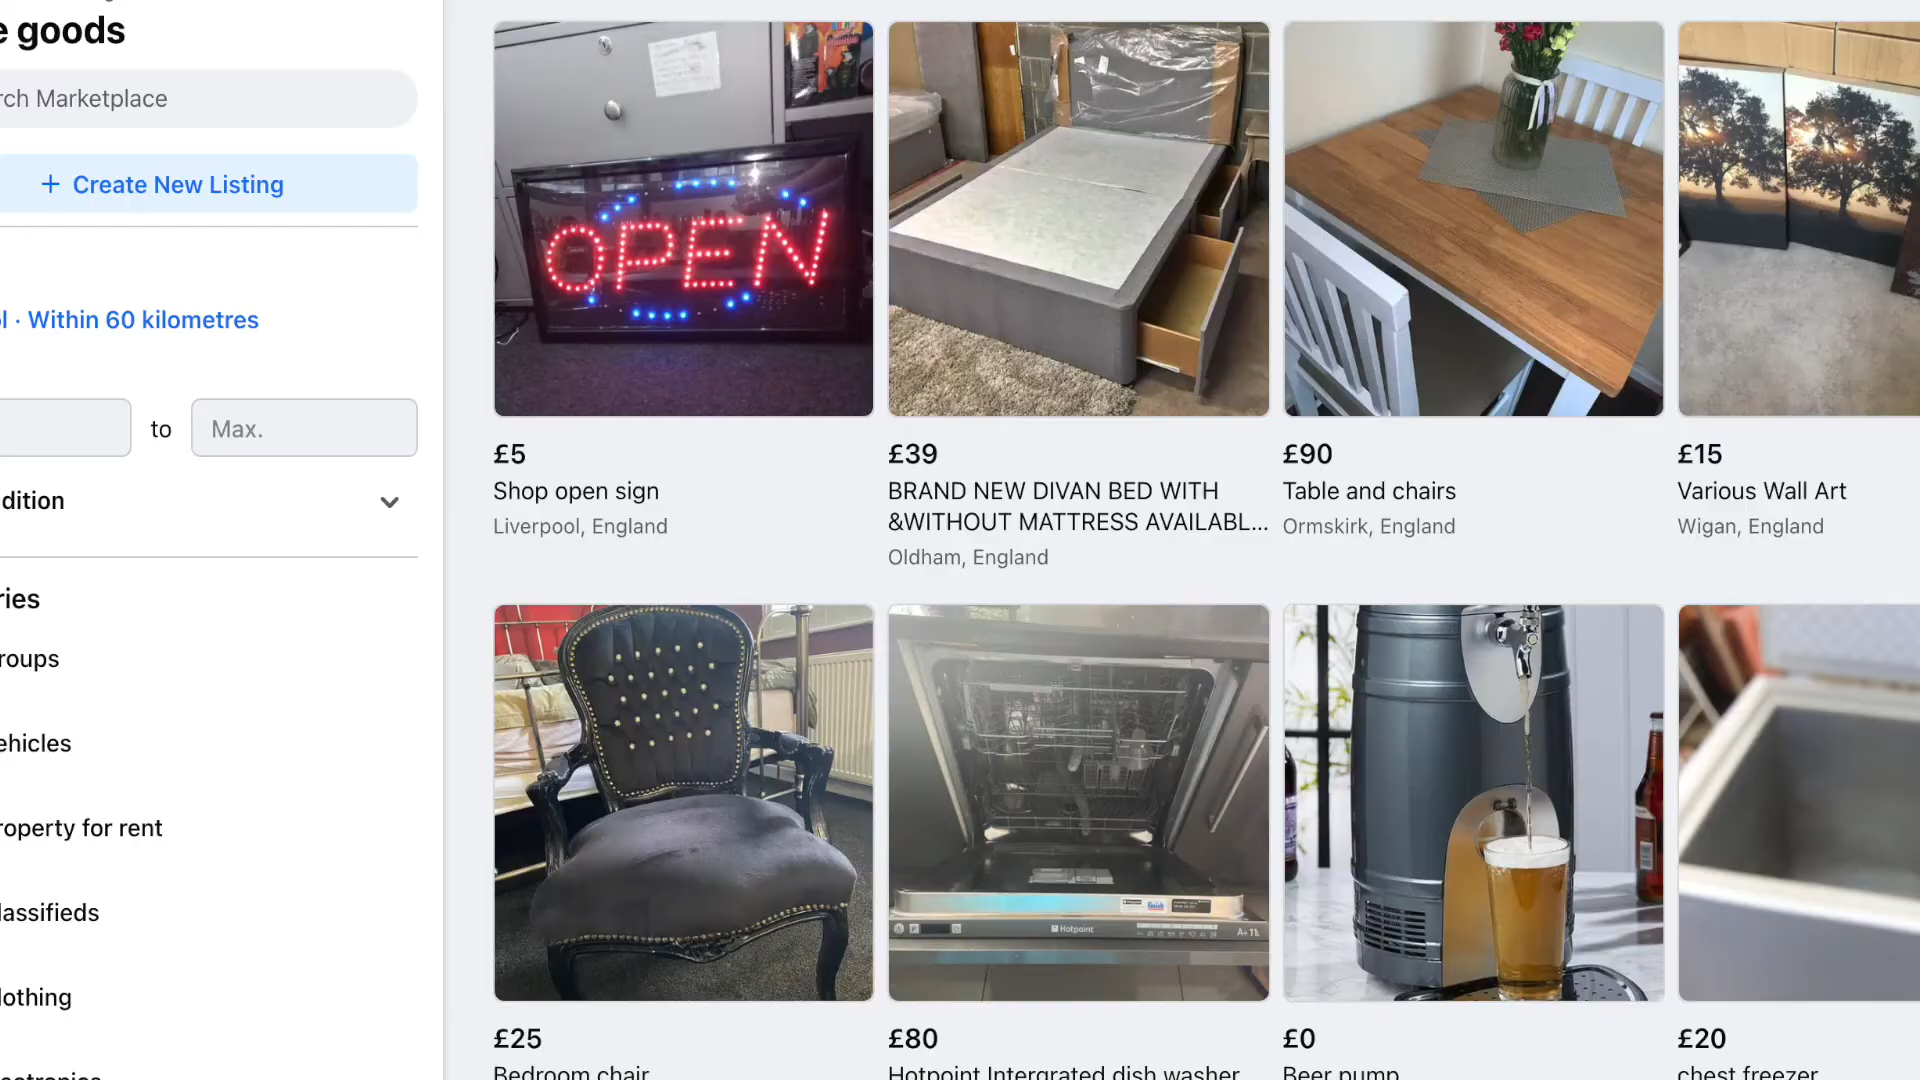 e goods
rch Marketplace
+ Create New Listing
l · Within 60 kilometres
to
Max.
dition
ries
roups
ehicles
roperty for rent
lassifieds
lothing
ectronics
OPEN
£5
Shop open sign
Liverpool, England
£39
BRAND NEW DIVAN BED WITH
&WITHOUT MATTRESS AVAILABL...
Oldham, England
£90
Table and chairs
Ormskirk, England
£15
Various Wall Art
Wigan, England
£25
Bedroom chair
finish
Hotpoint
A+
£80
Hotpoint Intergrated dish washer
£0
Beer pump
£20
chest freezer